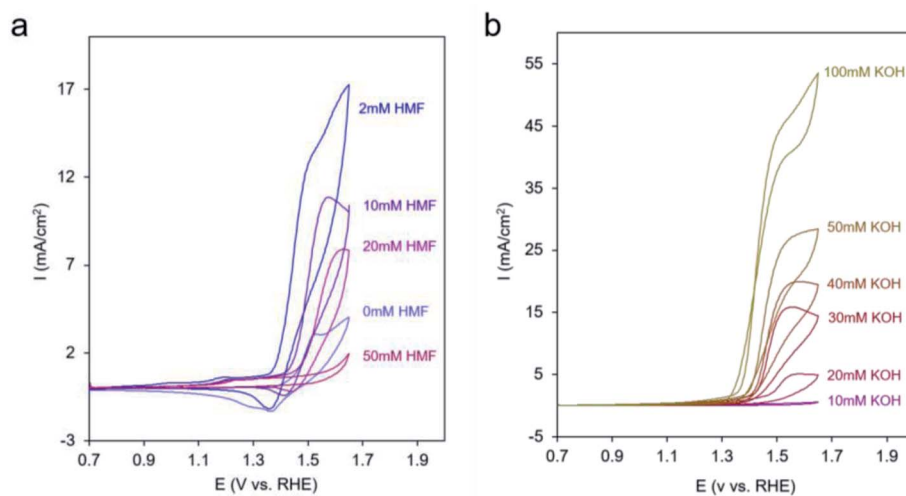 a
17
12
7
2
-3
I (mA/cm²)
2mM HMF
10mM HMF
20mM HMF
0mM HMF
50mM HMF
0.7 0.9 1.1 1.3 1.5 1.7 1.9
E (V vs. RHE)
b
55
45
35
25
15
5
-5
I (mA/cm²)
100mM KOH
50mM KOH
40mM KOH
30mM KOH
20mM KOH
10mM KOH
0.7 0.9 1.1 1.3 1.5 1.7 1.9
E (v vs. RHE)